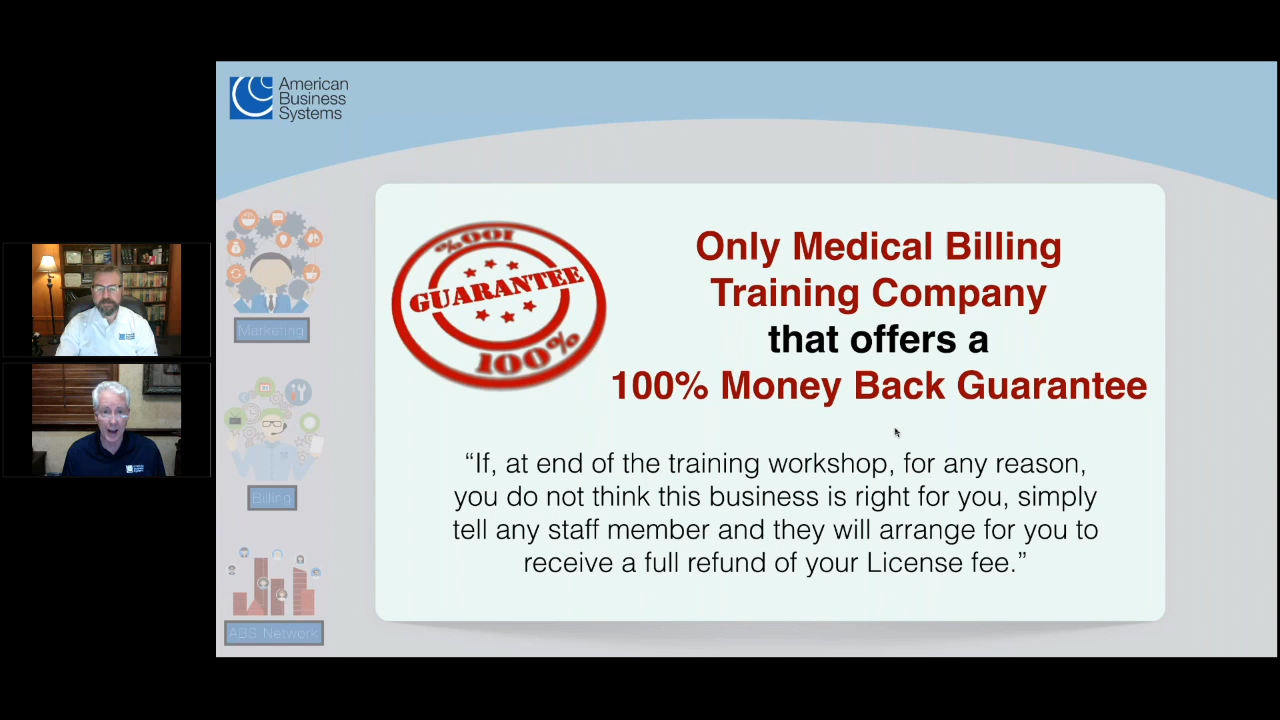 American
Business
Systems
100%
GUARANTEE
100%
Only Medical Billing
Training Company
that offers a
100% Money Back Guarantee
“If, at end of the training workshop, for any reason,
you do not think this business is right for you, simply
tell any staff member and they will arrange for you to
receive a full refund of your License fee.”
Marketing
Billing
ABS Network